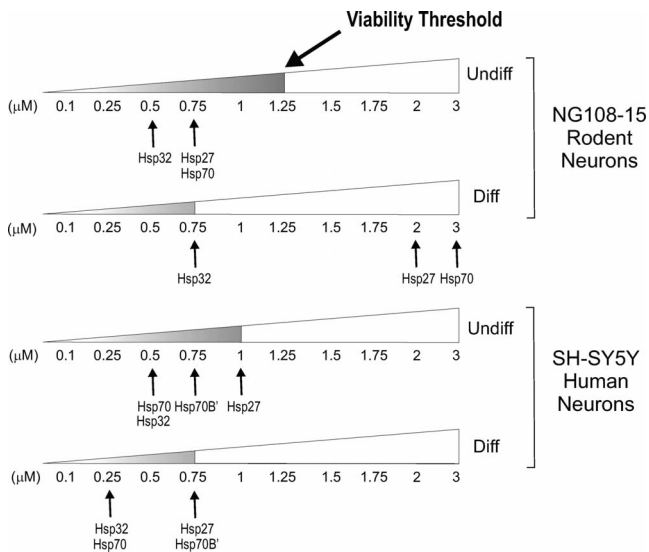 Viability Threshold
Undiff
(μM) 0.1 0.25 0.5 0.75 1 1.25 1.5 1.75 2 3
Hsp32 Hsp27
Hsp70
NG108-15
Rodent
Neurons
Diff
(μM) 0.1 0.25 0.5 0.75 1 1.25 1.5 1.75 2 3
Hsp32 Hsp27 Hsp70
Undiff
(μM) 0.1 0.25 0.5 0.75 1 1.25 1.5 1.75 2 3
Hsp70 Hsp70B' Hsp27
Hsp32
SH-SY5Y
Human
Neurons
Diff
(μM) 0.1 0.25 0.5 0.75 1 1.25 1.5 1.75 2 3
Hsp32 Hsp27
Hsp70 Hsp70B'